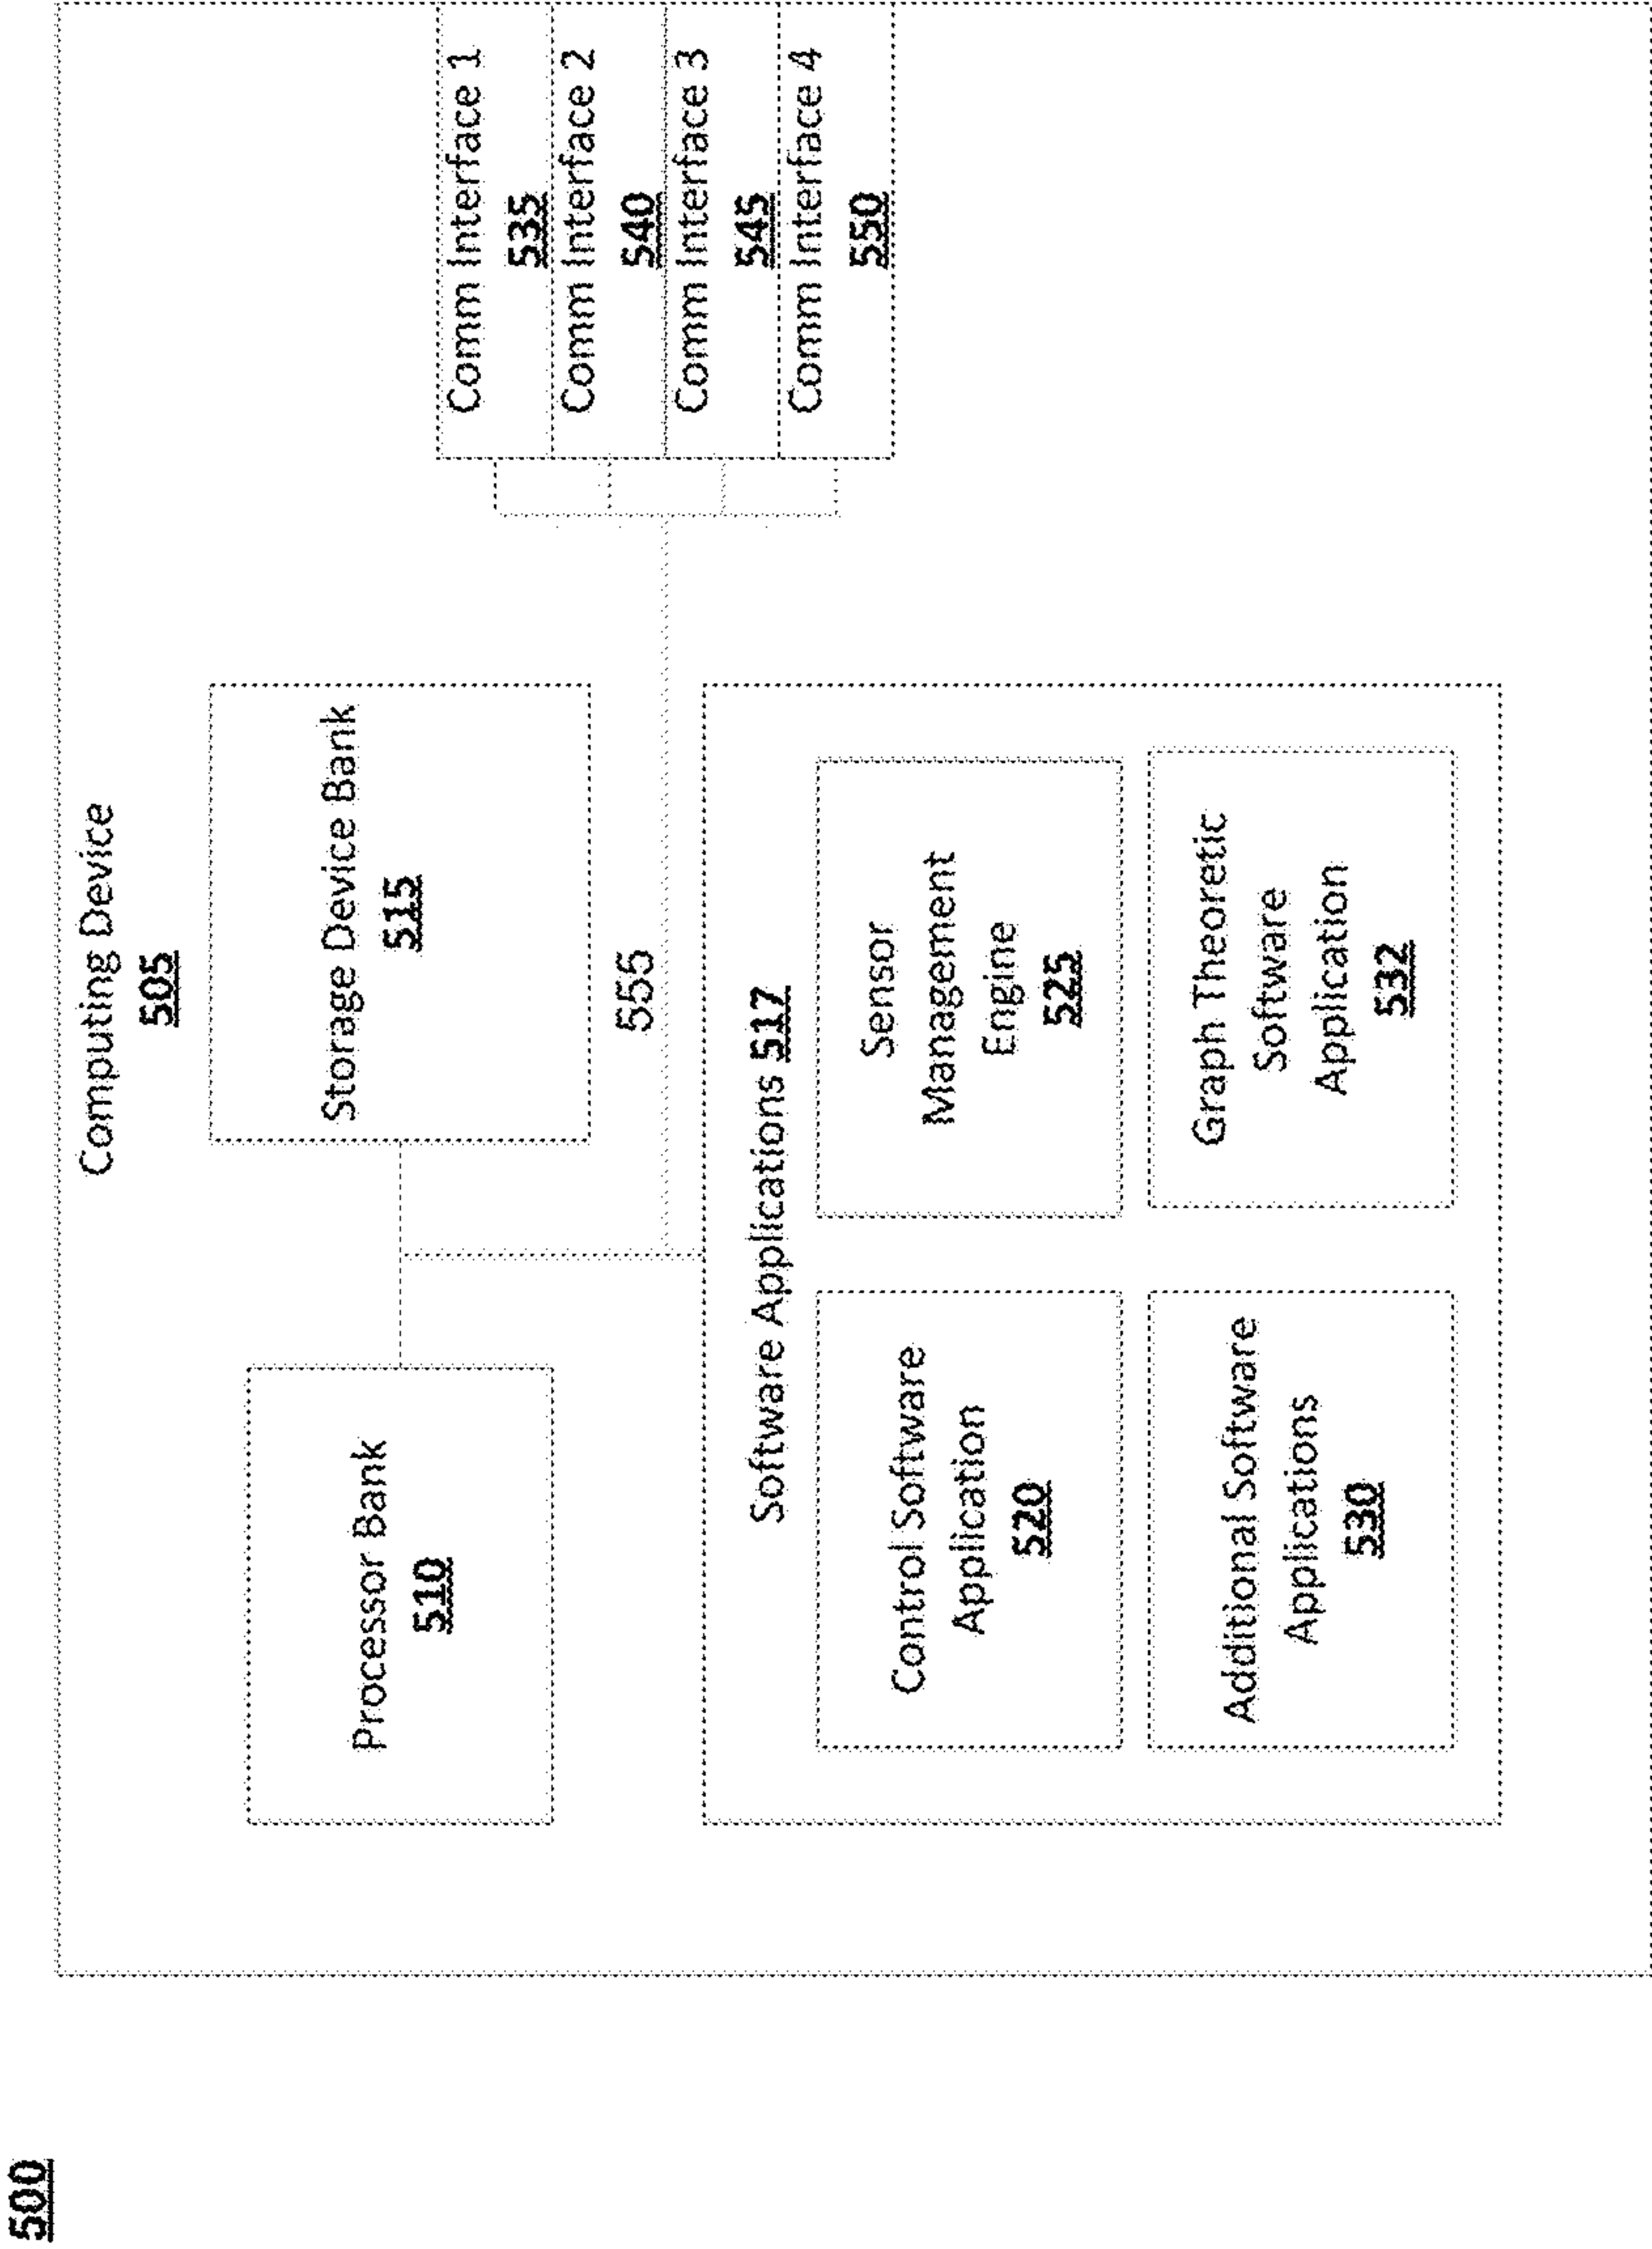 500
Computing Device
505
Processor Bank
510
Storage Device Bank
515
555
Comm Interface 1
535
Comm Interface 2
540
Comm Interface 3
545
Comm Interface 4
550
Software Applications 517
Control Software
Application
520
Sensor
Management
Engine
525
Additional Software
Applications
530
Graph Theoretic
Software
Application
532